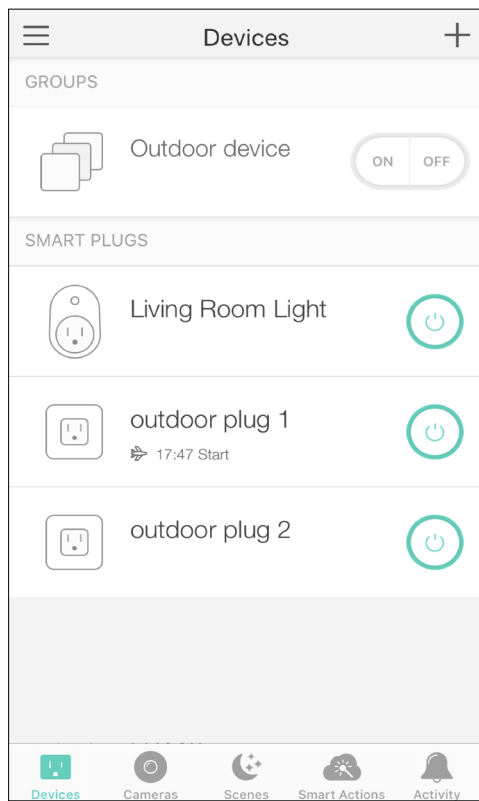 Devices
GROUPS
Outdoor device
ON OFF
SMART PLUGS
Living Room Light
outdoor plug 1
17:47 Start
outdoor plug 2
Devices Cameras Scenes Smart Actions Activity